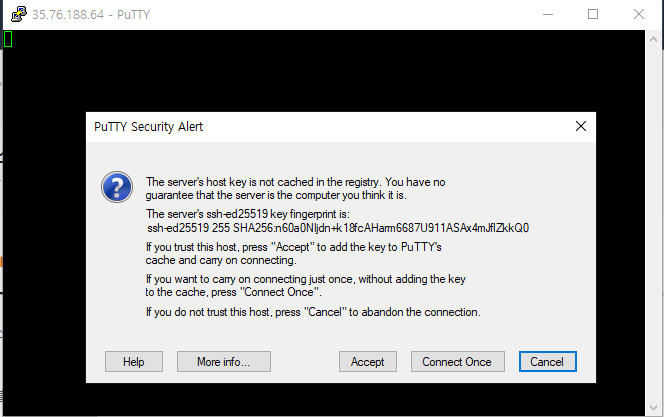 35.76.188.64 - PuTTY
PuTTY Security Alert
The server's host key is not cached in the registry. You have no
guarantee that the server is the computer you think it is.
The server's ssh-ed25519 key fingerprint is:
ssh-ed25519 255 SHA256:n60a0Nljdn+k18fcAHarm6687U911ASAx4mJflZkkQ0
If you trust this host, press "Accept" to add the key to PuTTY's
cache and carry on connecting.
If you want to carry on connecting just once, without adding the key
to the cache, press "Connect Once".
If you do not trust this host, press "Cancel" to abandon the connection.
Help More info... Accept Connect Once Cancel